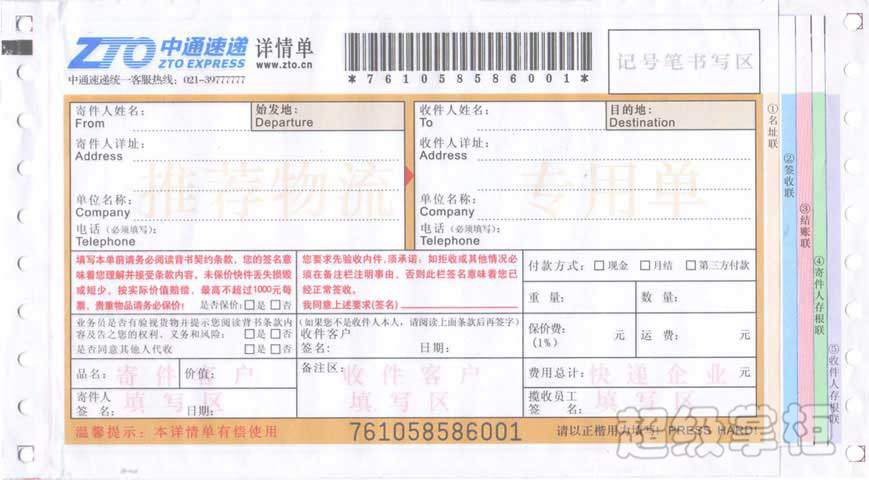 ZTO 中通速递 详情单
ZTO EXPRESS www.zto.cn
中通速递统一客服热线: 021-39777777
*761058586001*
记号笔书写区
寄件人姓名:
From
始发地:
Departure
寄件人详址:
Address
单位名称:
Company
电话(必须填写):
Telephone
收件人姓名:
To
目的地:
Destination
收件人详址:
Address
单位名称:
Company
电话(必须填写):
Telephone
推荐物流 专用单
填写本单前请务必阅读背书契约条款, 您的签名意
味着您理解并接受条款内容。未保价快件丢失损毁
或短少、按实际价值赔偿、最高不超过1000元每
票, 贵重物品请务必保价! 是否保价: □是 □否
您要求先验收内件,须承诺: 如拒收或其他情况必
须在备注栏注明事由、否则此栏签名意味着您已
经正常签收。
我同意上述要求(签名)
付款方式: □现金 □月结 □第三方付款
重 量: 数 量:
业务员是否有验视货物并提示您阅读背书条款内
容及告之您的权利、义务和风险: □是 □否
是否同意其他人代收 □是 □否
(如果您不是收件人本人, 请阅读上面条款后再签字)
收件客户
签名: 日期:
保价费: 元 运 费: 元
(1%)
品名: 价值:
寄件客户
填写区
寄件人
签 名: 日期:
备注区:
收件客户
填写区
费用总计: 元
快递企业
填写区
揽收员工
签 名:
温馨提示: 本详情单有偿使用
761058586001
请以正楷用力填写! PRESS HARD!
①名址联
②签收联
③结账联
④寄件人存根联
⑤收件人存根联
超级掌柜